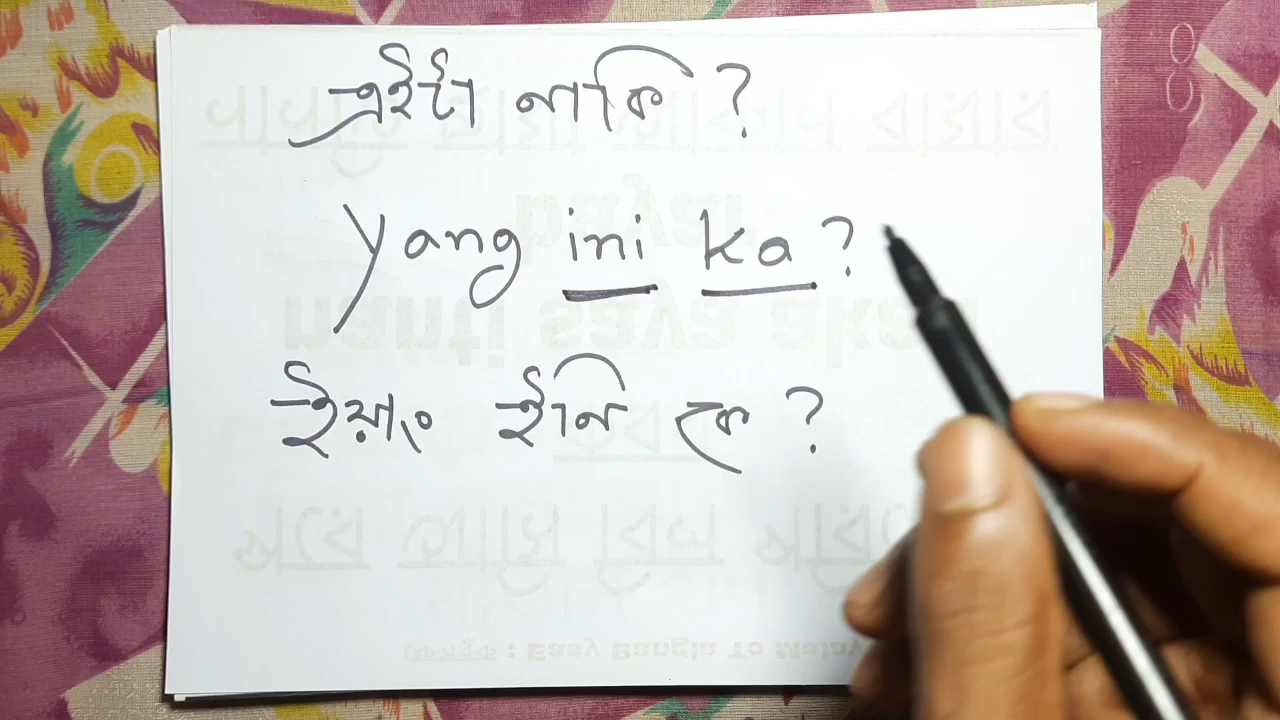 এইটা নাকি ?
yang ini ka ?
ইয়াং ইনি কে ?